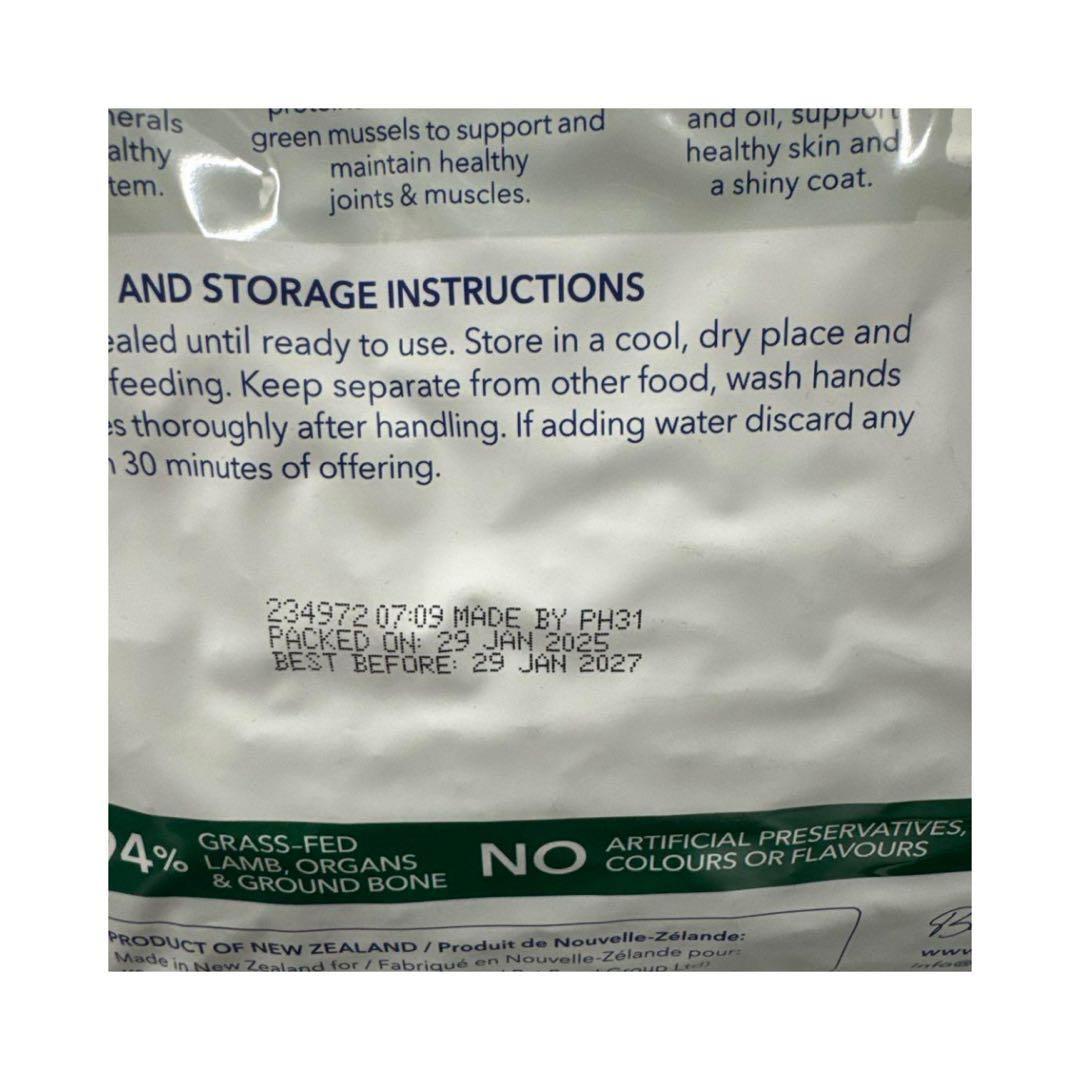 nerals
althy
tem.
green mussels to support and
maintain healthy
joints & muscles.
and oil, support
healthy skin and
a shiny coat.
AND STORAGE INSTRUCTIONS
ealed until ready to use. Store in a cool, dry place and
feeding. Keep separate from other food, wash hands
es thoroughly after handling. If adding water discard any
30 minutes of offering.
234972 07:09 MADE BY PH31
PACKED ON: 29 JAN 2025
BEST BEFORE: 29 JAN 2027
94% GRASS-FED
LAMB, ORGANS
& GROUND BONE
NO ARTIFICIAL PRESERVATIVES,
COLOURS OR FLAVOURS
PRODUCT OF NEW ZEALAND / Produit de Nouvelle-Zélande:
Made in New Zealand for / Fabriqué en Nouvelle-Zélande pour:
www
info@